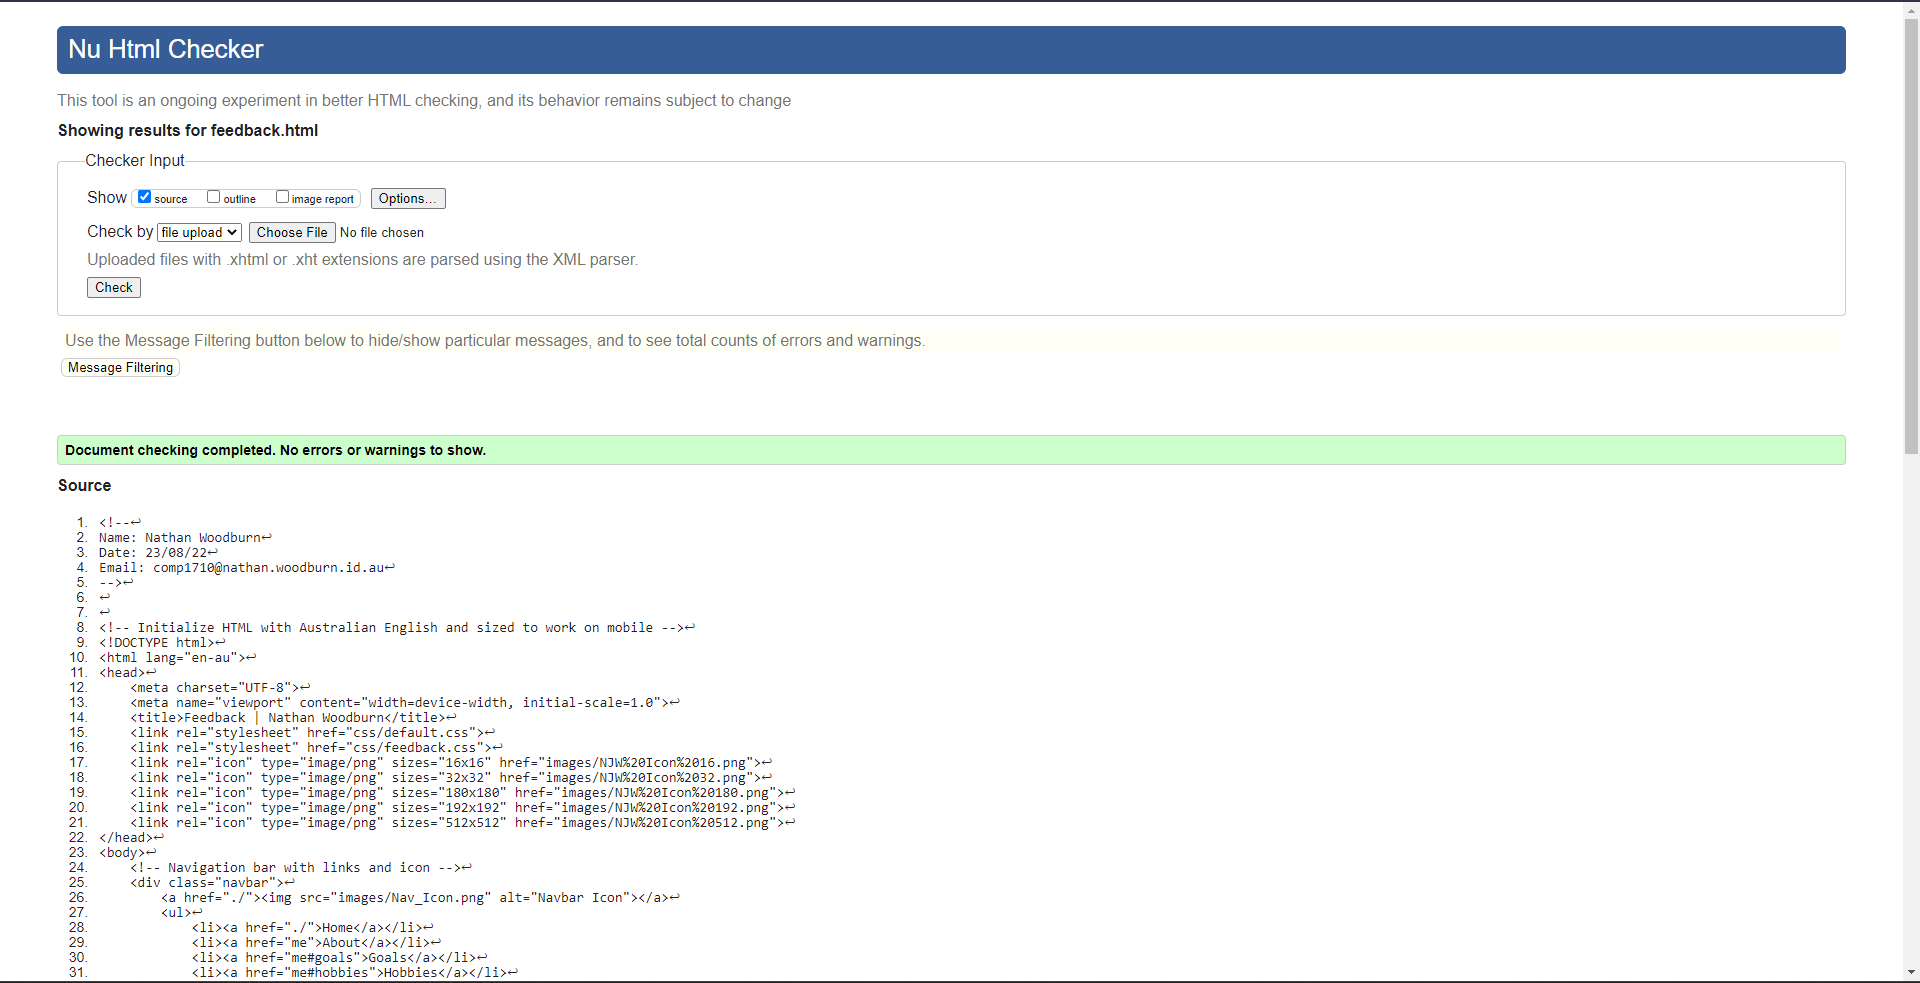 Nu Html Checker
This tool is an ongoing experiment in better HTML checking, and its behavior remains subject to change
Showing results for feedback.html
Checker Input
Show source outline image report Options...
Check by file upload Choose File No file chosen
Uploaded files with .xhtml or .xht extensions are parsed using the XML parser.
Check
Use the Message Filtering button below to hide/show particular messages, and to see total counts of errors and warnings.
Message Filtering
Document checking completed. No errors or warnings to show.
Source
1. <!--↩
2. Name: Nathan Woodburn↩
3. Date: 23/08/22↩
4. Email: comp1710@nathan.woodburn.id.au↩
5. -->↩
6. ↩
7. ↩
8. <!-- Initialize HTML with Australian English and sized to work on mobile -->↩
9. <!DOCTYPE html>↩
10. <html lang="en-au">↩
11. <head>↩
12.     <meta charset="UTF-8">↩
13.     <meta name="viewport" content="width=device-width, initial-scale=1.0">↩
14.     <title>Feedback | Nathan Woodburn</title>↩
15.     <link rel="stylesheet" href="css/default.css">↩
16.     <link rel="stylesheet" href="css/feedback.css">↩
17.     <link rel="icon" type="image/png" sizes="16x16" href="images/NJW%20Icon%2016.png">↩
18.     <link rel="icon" type="image/png" sizes="32x32" href="images/NJW%20Icon%2032.png">↩
19.     <link rel="icon" type="image/png" sizes="180x180" href="images/NJW%20Icon%20180.png">↩
20.     <link rel="icon" type="image/png" sizes="192x192" href="images/NJW%20Icon%20192.png">↩
21.     <link rel="icon" type="image/png" sizes="512x512" href="images/NJW%20Icon%20512.png">↩
22. </head>↩
23. <body>↩
24.     <!-- Navigation bar with links and icon -->↩
25.     <div class="navbar">↩
26.         <a href="./"><img src="images/Nav_Icon.png" alt="Navbar Icon"></a>↩
27.         <ul>↩
28.             <li><a href="./">Home</a></li>↩
29.             <li><a href="me">About</a></li>↩
30.             <li><a href="me#goals">Goals</a></li>↩
31.             <li><a href="me#hobbies">Hobbies</a></li>↩